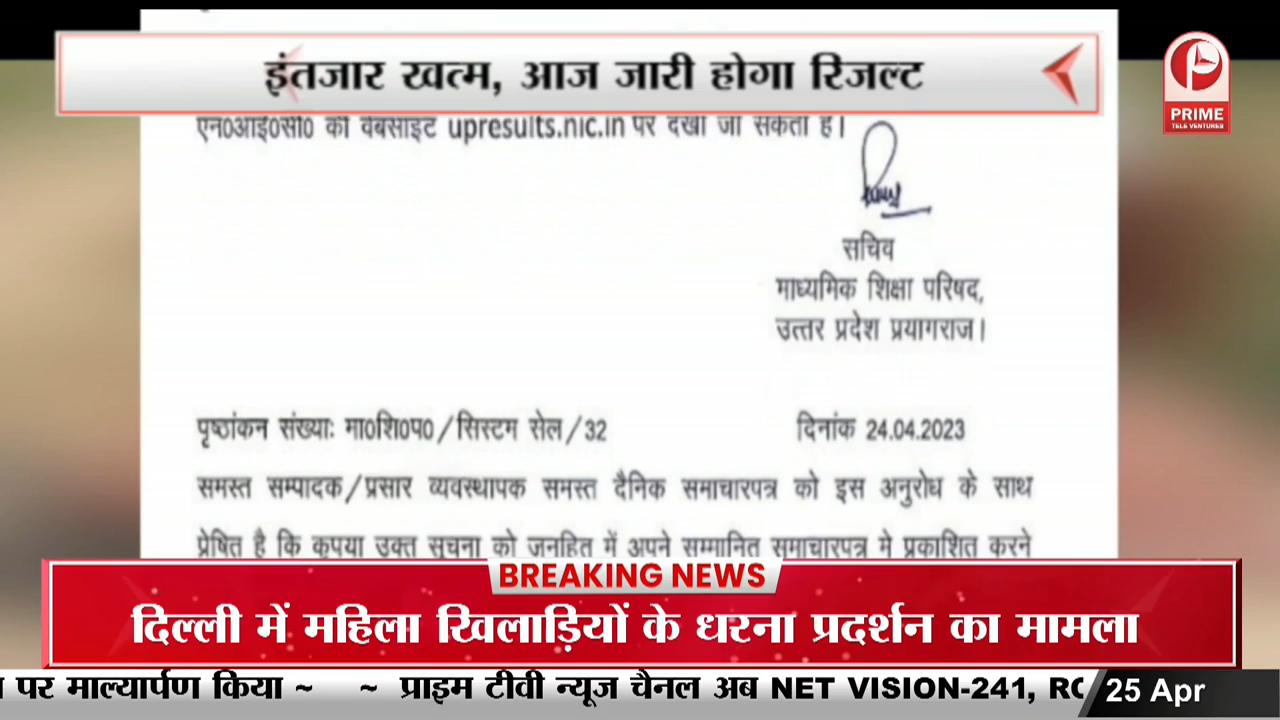 इंतजार खत्म, आज जारी होगा रिजल्ट
PRIME
TELE VENTURES
एन0आई0सी0 की वेबसाइट upresults.nic.in पर देखा जा सकता है।
सचिव
माध्यमिक शिक्षा परिषद,
उत्तर प्रदेश प्रयागराज।
पृष्ठांकन संख्याः मा0शि0प0/सिस्टम सेल/32 दिनांक 24.04.2023
समस्त सम्पादक/प्रसार व्यवस्थापक समस्त दैनिक समाचारपत्र को इस अनुरोध के साथ
प्रेषित है कि कृपया उक्त सूचना को जनहित में अपने सम्मानित समाचारपत्र मे प्रकाशित करने
BREAKING NEWS
दिल्ली में महिला खिलाड़ियों के धरना प्रदर्शन का मामला
पर माल्यार्पण किया ~ ~ प्राइम टीवी न्यूज चैनल अब NET VISION-241,
25 Apr